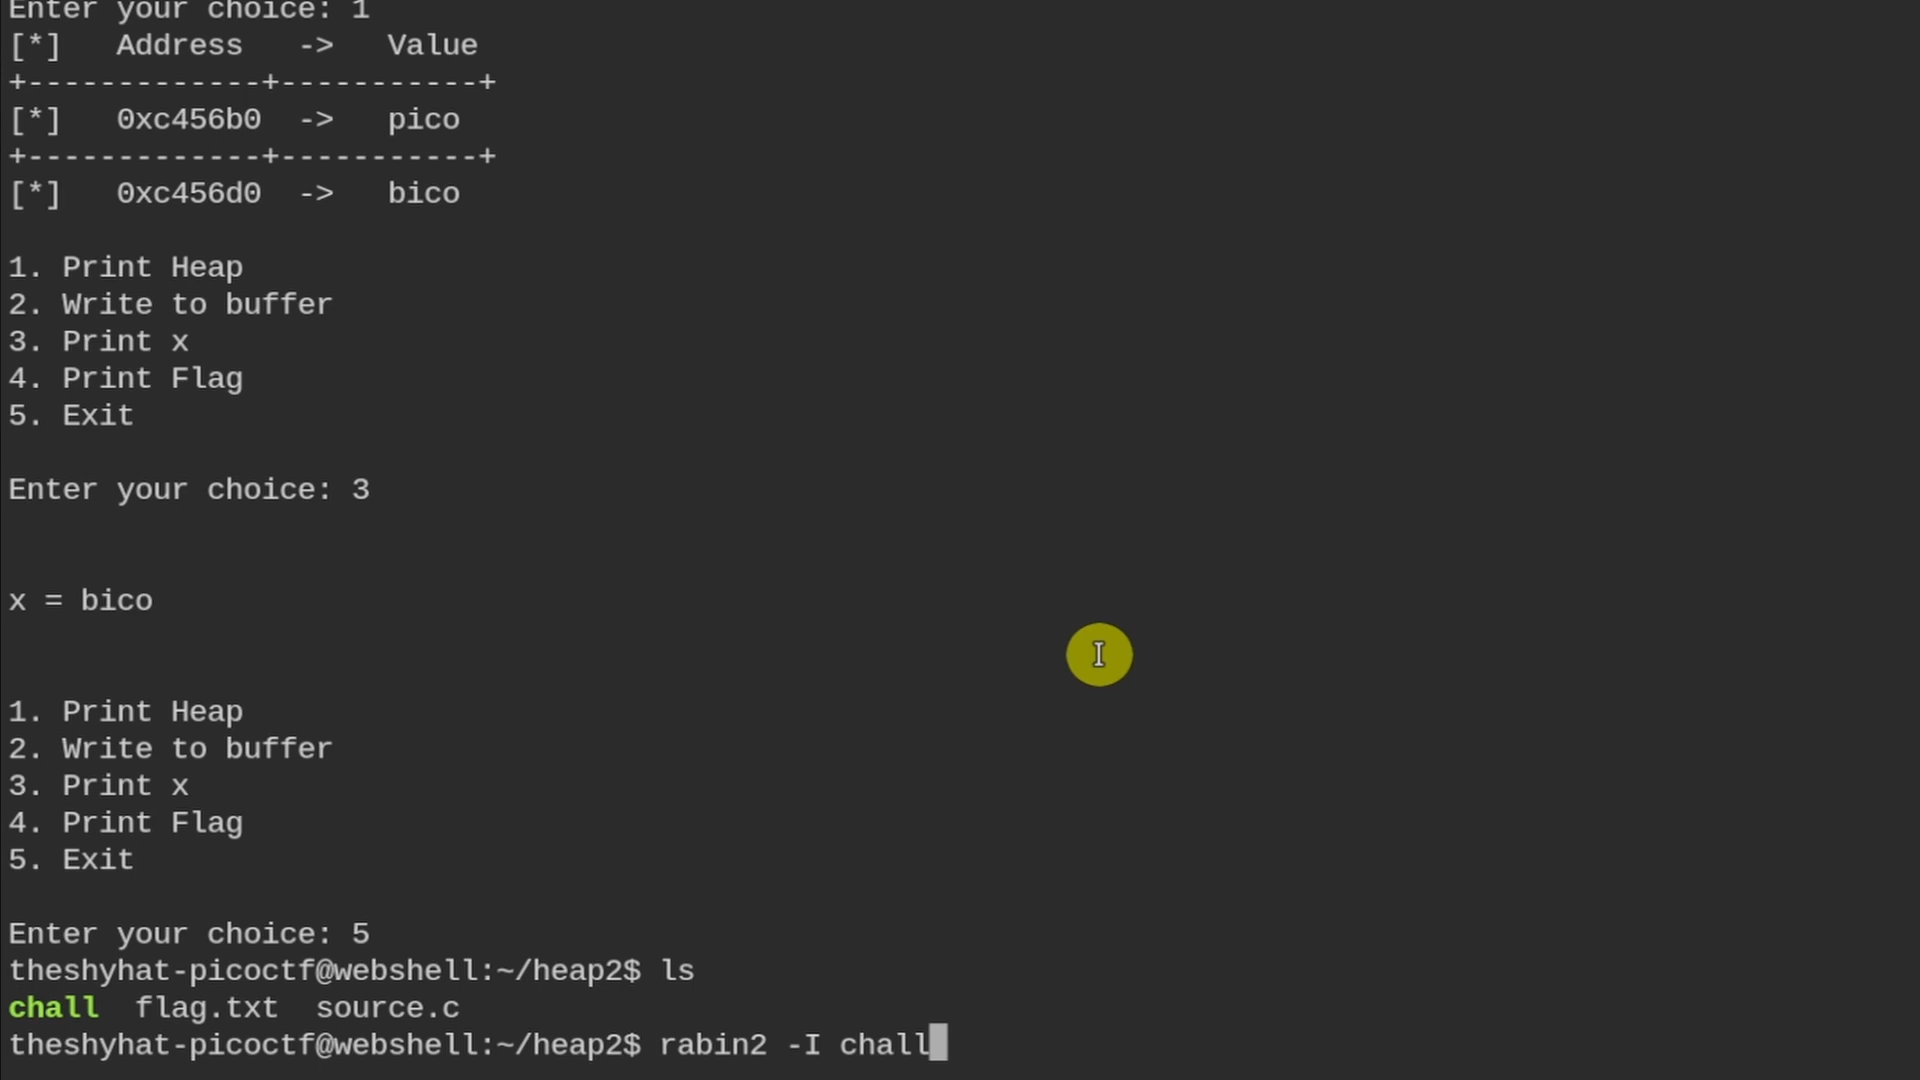 Enter your choice: 1
[*]   Address   ->   Value
+-------------+-----------+
[*]   0xc456b0  ->   pico
+-------------+-----------+
[*]   0xc456d0  ->   bico
1. Print Heap
2. Write to buffer
3. Print x
4. Print Flag
5. Exit
Enter your choice: 3
x = bico
1. Print Heap
2. Write to buffer
3. Print x
4. Print Flag
5. Exit
Enter your choice: 5
theshyhat-picoctf@webshell:~/heap2$ ls
chall  flag.txt  source.c
theshyhat-picoctf@webshell:~/heap2$ rabin2 -I chall